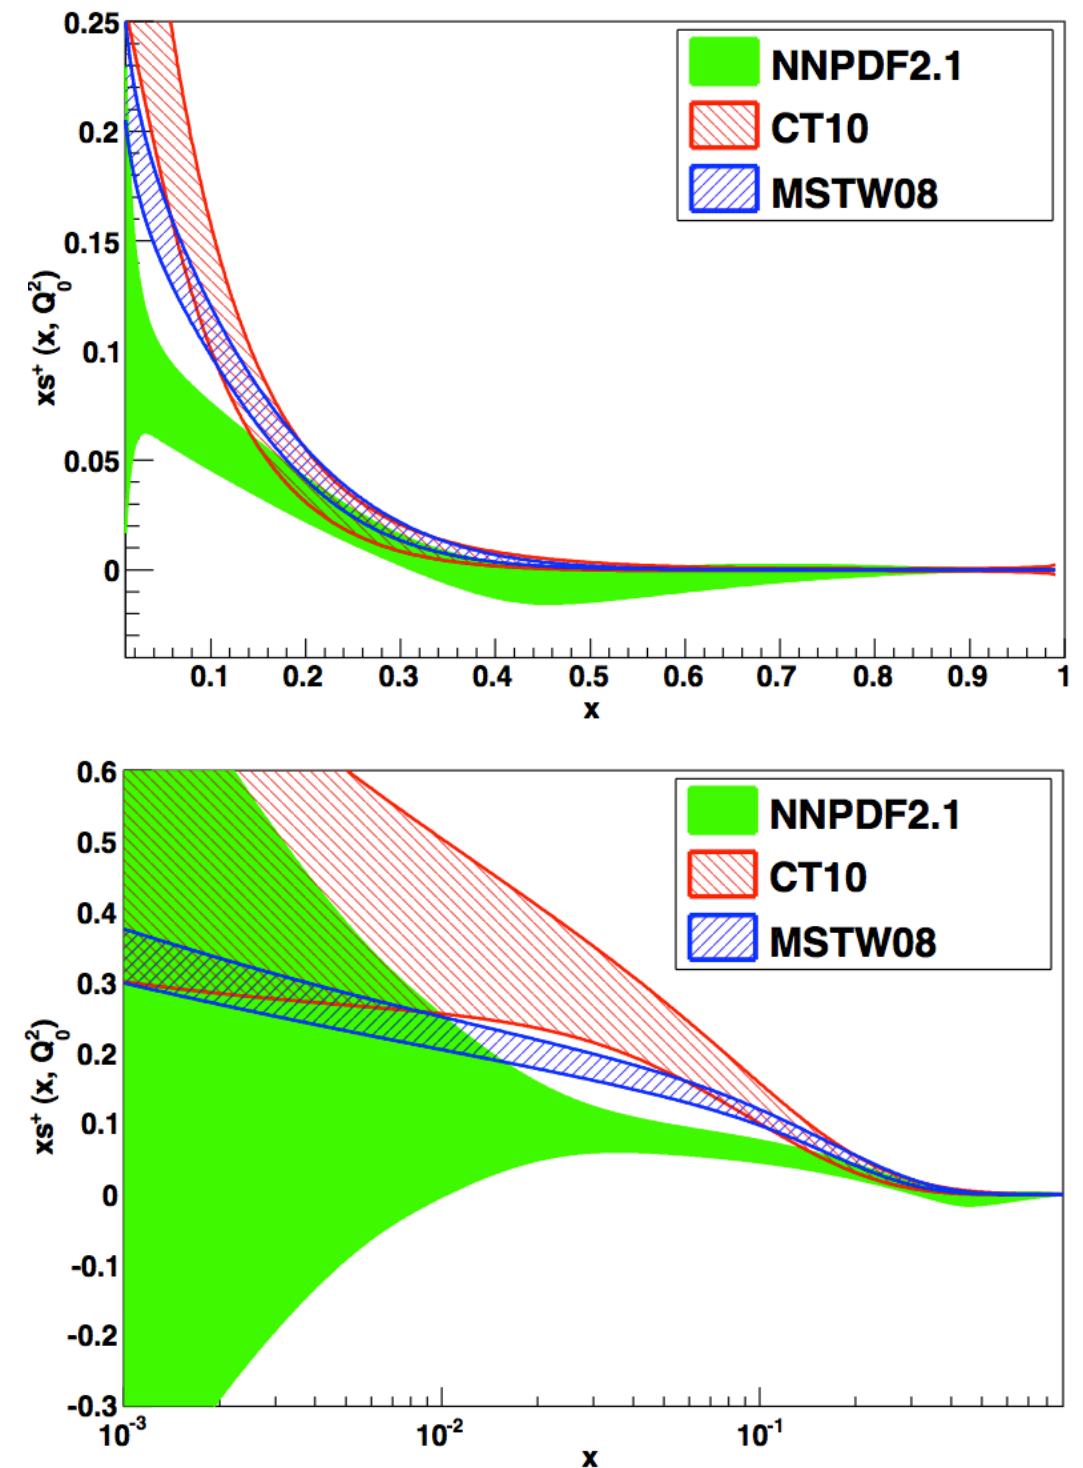 0.25
0.2
0.15
0.1
0.05
0
xs⁺ (x, Q₀²)
NNPDF2.1
CT10
MSTW08
0.1 0.2 0.3 0.4 0.5 0.6 0.7 0.8 0.9 1
x
0.6
0.5
0.4
0.3
0.2
0.1
0
-0.1
-0.2
-0.3
xs⁺ (x, Q₀²)
NNPDF2.1
CT10
MSTW08
10⁻³ 10⁻² 10⁻¹
x